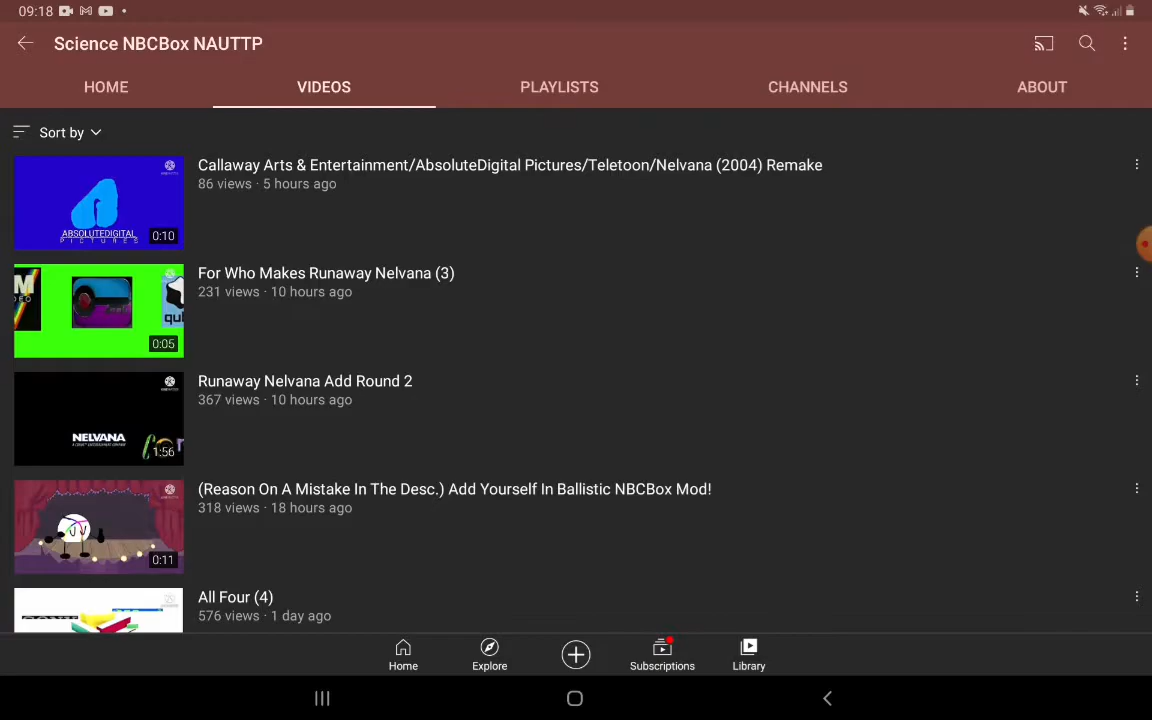 09:18
Science NBCBox NAUTTP
HOME VIDEOS PLAYLISTS CHANNELS ABOUT
Sort by
Callaway Arts & Entertainment/AbsoluteDigital Pictures/Teletoon/Nelvana (2004) Remake
86 views · 5 hours ago
ABSOLUTEDIGITAL
PICTURES
0:10
For Who Makes Runaway Nelvana (3)
231 views · 10 hours ago
0:05
Runaway Nelvana Add Round 2
367 views · 10 hours ago
NELVANA
1:56
(Reason On A Mistake In The Desc.) Add Yourself In Ballistic NBCBox Mod!
318 views · 18 hours ago
0:11
All Four (4)
576 views · 1 day ago
Home Explore Subscriptions Library